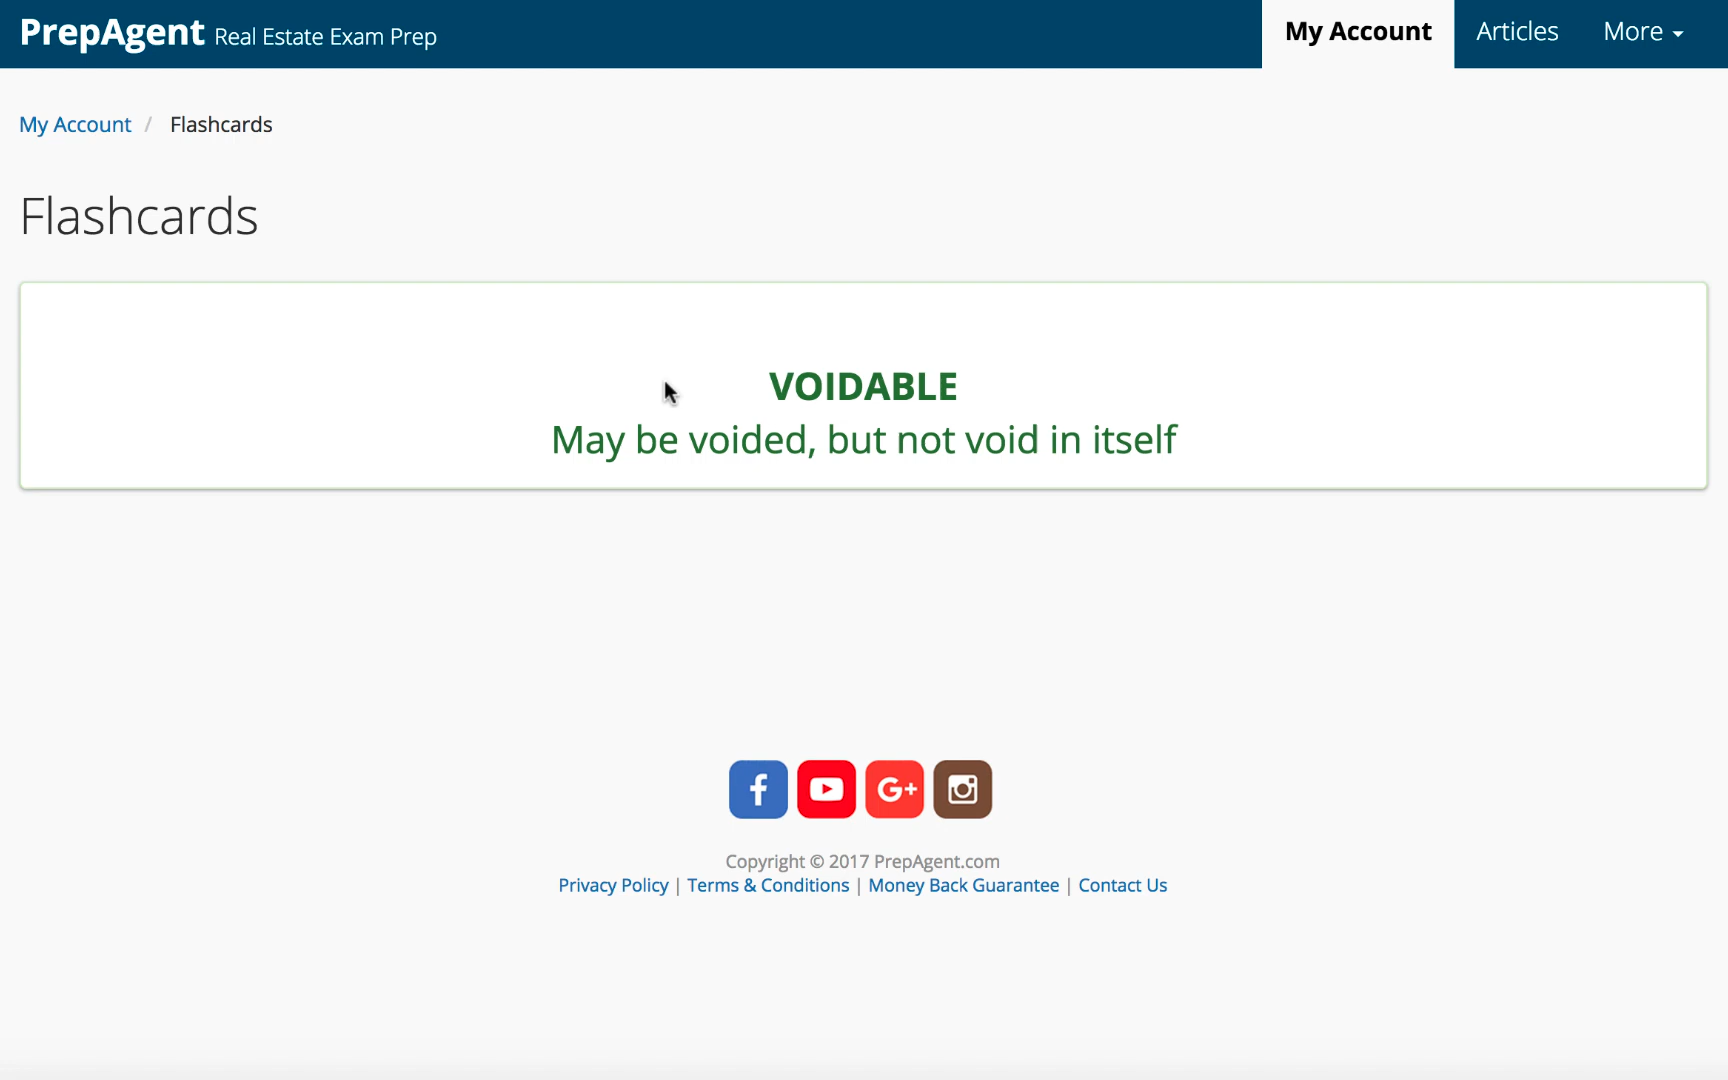 PrepAgent Real Estate Exam Prep
My Account
Articles
More
My Account / Flashcards
Flashcards
VOIDABLE
May be voided, but not void in itself
f
G+
Copyright © 2017 PrepAgent.com
Privacy Policy | Terms & Conditions | Money Back Guarantee | Contact Us